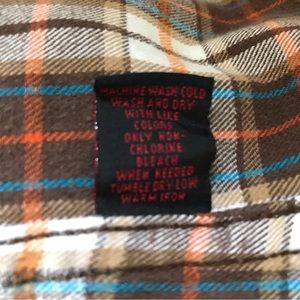 MACHINE WASH COLD
WASH AND DRY
WITH LIKE
COLORS
ONLY NON-
CHLORINE
BLEACH
WHEN NEEDED
TUMBLE DRY LOW
WARM IRON